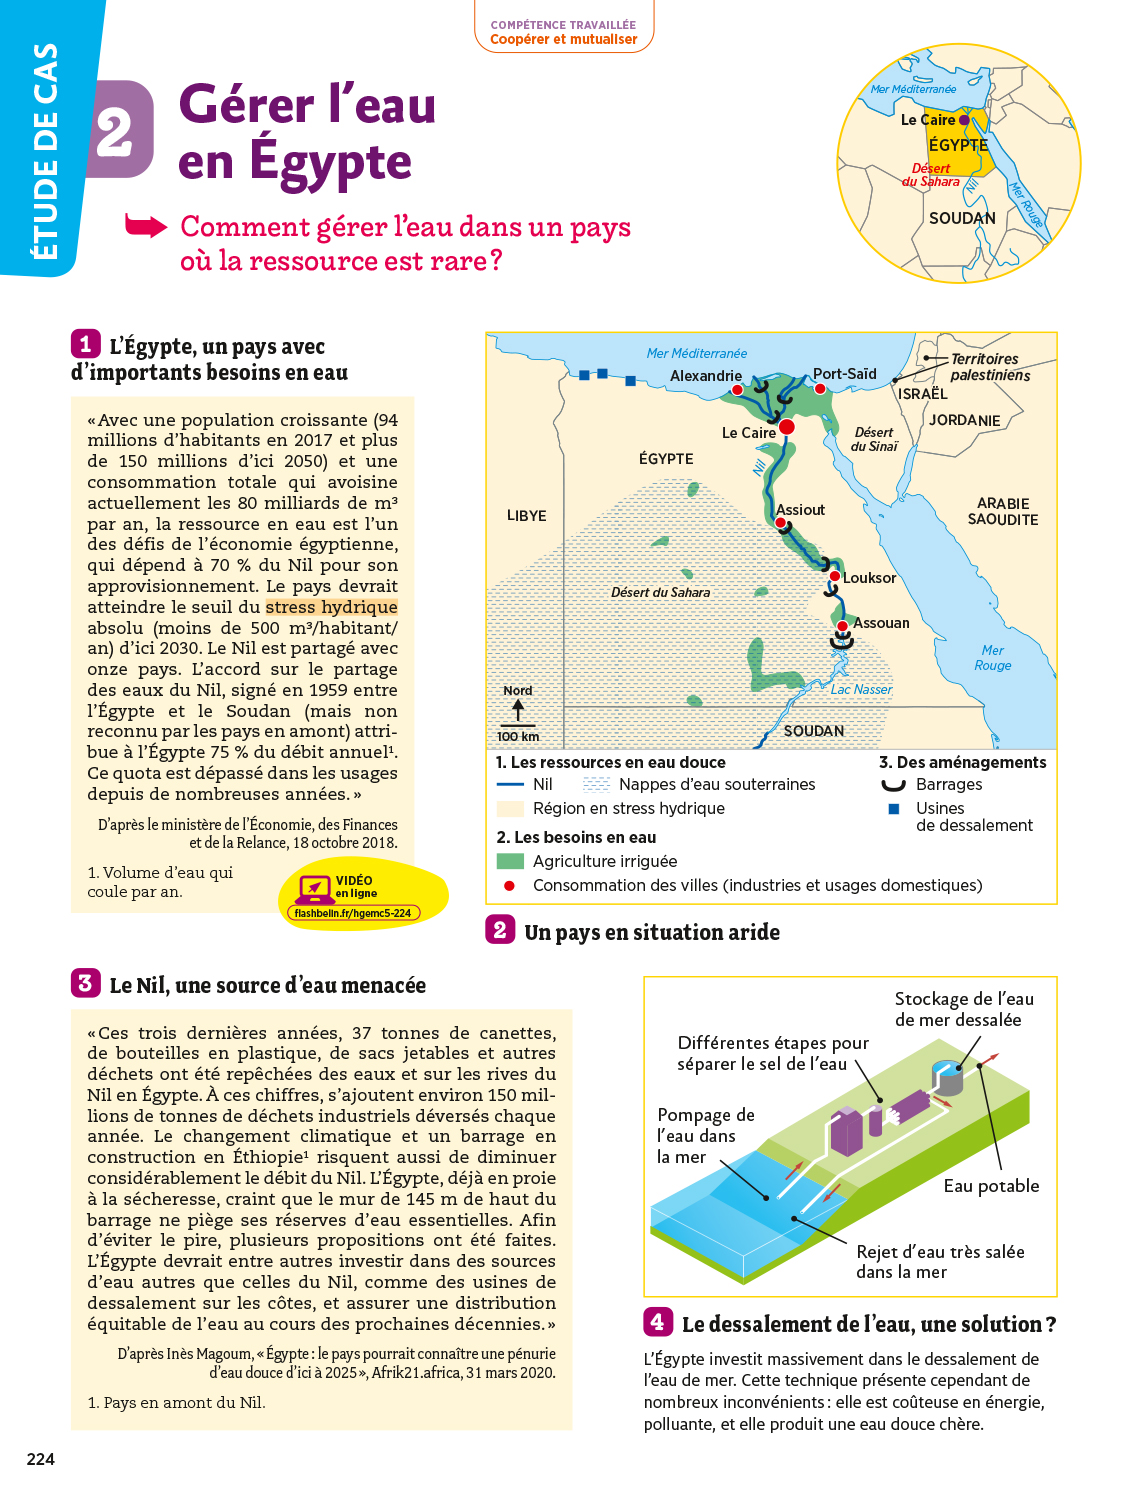 COMPÉTENCE TRAVAILLÉE
Coopérer et mutualiser
ÉTUDE DE CAS
2
Gérer l'eau
en Égypte
Comment gérer l'eau dans un pays
où la ressource est rare ?
Mer Méditerranée
Le Caire
ÉGYPTE
Désert
du Sahara
Nil
Mer Rouge
SOUDAN
1 L'Égypte, un pays avec
d'importants besoins en eau
« Avec une population croissante (94
millions d'habitants en 2017 et plus
de 150 millions d'ici 2050) et une
consommation totale qui avoisine
actuellement les 80 milliards de m³
par an, la ressource en eau est l'un
des défis de l'économie égyptienne,
qui dépend à 70 % du Nil pour son
approvisionnement. Le pays devrait
atteindre le seuil du stress hydrique
absolu (moins de 500 m³/habitant/
an) d'ici 2030. Le Nil est partagé avec
onze pays. L'accord sur le partage
des eaux du Nil, signé en 1959 entre
l'Égypte et le Soudan (mais non
reconnu par les pays en amont) attri-
bue à l'Égypte 75 % du débit annuel¹.
Ce quota est dépassé dans les usages
depuis de nombreuses années. »
D'après le ministère de l'Économie, des Finances
et de la Relance, 18 octobre 2018.
1. Volume d'eau qui
coule par an.
VIDÉO
en ligne
flashbelin.fr/hgemc5-224
Mer Méditerranée
Alexandrie
Port-Saïd
Territoires
palestiniens
ISRAËL
JORDANIE
Le Caire
Désert
du Sinaï
ÉGYPTE
Nil
LIBYE
Assiout
ARABIE
SAOUDITE
Louksor
Désert du Sahara
Assouan
Mer
Rouge
Lac Nasser
Nord
100 km
SOUDAN
1. Les ressources en eau douce
Nil
Nappes d'eau souterraines
Région en stress hydrique
2. Les besoins en eau
Agriculture irriguée
Consommation des villes (industries et usages domestiques)
3. Des aménagements
Barrages
Usines
de dessalement
2 Un pays en situation aride
3 Le Nil, une source d'eau menacée
« Ces trois dernières années, 37 tonnes de canettes,
de bouteilles en plastique, de sacs jetables et autres
déchets ont été repêchées des eaux et sur les rives du
Nil en Égypte. À ces chiffres, s'ajoutent environ 150 mil-
lions de tonnes de déchets industriels déversés chaque
année. Le changement climatique et un barrage en
construction en Éthiopie¹ risquent aussi de diminuer
considérablement le débit du Nil. L'Égypte, déjà en proie
à la sécheresse, craint que le mur de 145 m de haut du
barrage ne piège ses réserves d'eau essentielles. Afin
d'éviter le pire, plusieurs propositions ont été faites.
L'Égypte devrait entre autres investir dans des sources
d'eau autres que celles du Nil, comme des usines de
dessalement sur les côtes, et assurer une distribution
équitable de l'eau au cours des prochaines décennies. »
D'après Inès Magoum, « Égypte : le pays pourrait connaître une pénurie
d'eau douce d'ici à 2025 », Afrik21.africa, 31 mars 2020.
1. Pays en amont du Nil.
Stockage de l'eau
de mer dessalée
Différentes étapes pour
séparer le sel de l'eau
Pompage de
l'eau dans
la mer
Eau potable
Rejet d'eau très salée
dans la mer
4 Le dessalement de l'eau, une solution ?
L'Égypte investit massivement dans le dessalement de
l'eau de mer. Cette technique présente cependant de
nombreux inconvénients : elle est coûteuse en énergie,
polluante, et elle produit une eau douce chère.
224